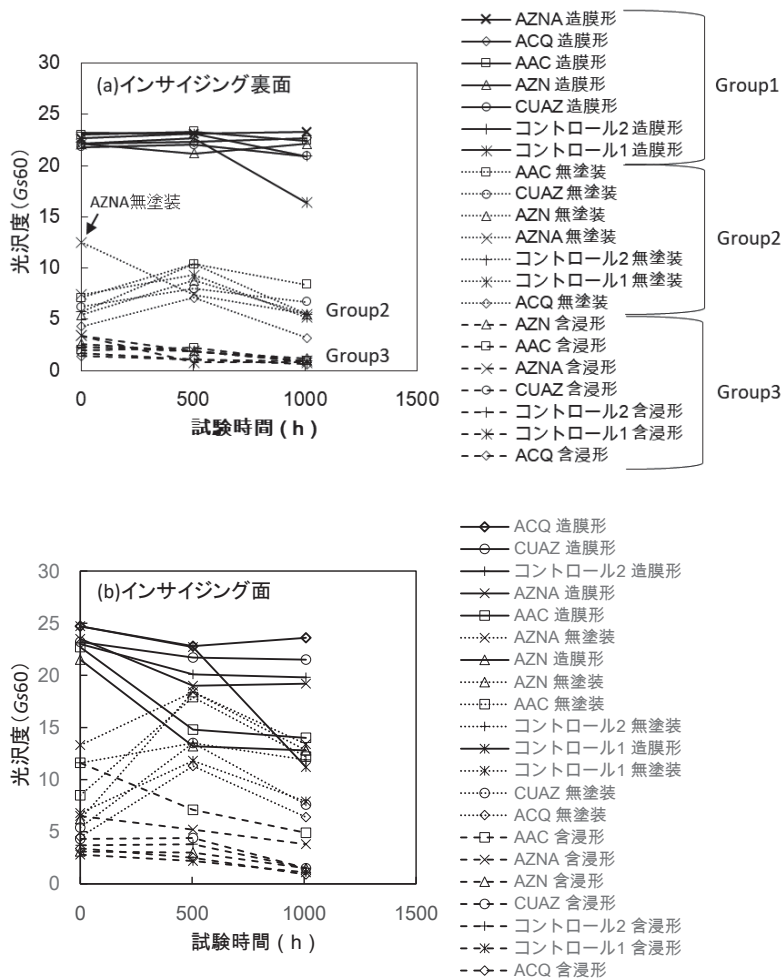 AZNA 造膜形
ACQ 造膜形
AAC 造膜形
AZN 造膜形
CUAZ 造膜形
コントロール2 造膜形
コントロール1 造膜形
Group1
AAC 無塗装
CUAZ 無塗装
AZN 無塗装
AZNA 無塗装
コントロール2 無塗装
コントロール1 無塗装
ACQ 無塗装
Group2
AZN 含浸形
AAC 含浸形
AZNA 含浸形
CUAZ 含浸形
コントロール2 含浸形
コントロール1 含浸形
ACQ 含浸形
Group3
(a)インサイジング裏面
光沢度(Gs60)
30
25
20
15
10
5
0
AZNA無塗装
Group2
Group3
0
500
1000
1500
試験時間 ( h )
ACQ 造膜形
CUAZ 造膜形
コントロール2 造膜形
AZNA 造膜形
AAC 造膜形
AZNA 無塗装
AZN 造膜形
AZN 無塗装
AAC 無塗装
コントロール2 無塗装
コントロール1 造膜形
コントロール1 無塗装
CUAZ 無塗装
ACQ 無塗装
AAC 含浸形
AZNA 含浸形
AZN 含浸形
CUAZ 含浸形
コントロール2 含浸形
コントロール1 含浸形
ACQ 含浸形
(b)インサイジング面
光沢度(Gs60)
30
25
20
15
10
5
0
0
500
1000
1500
試験時間 ( h )